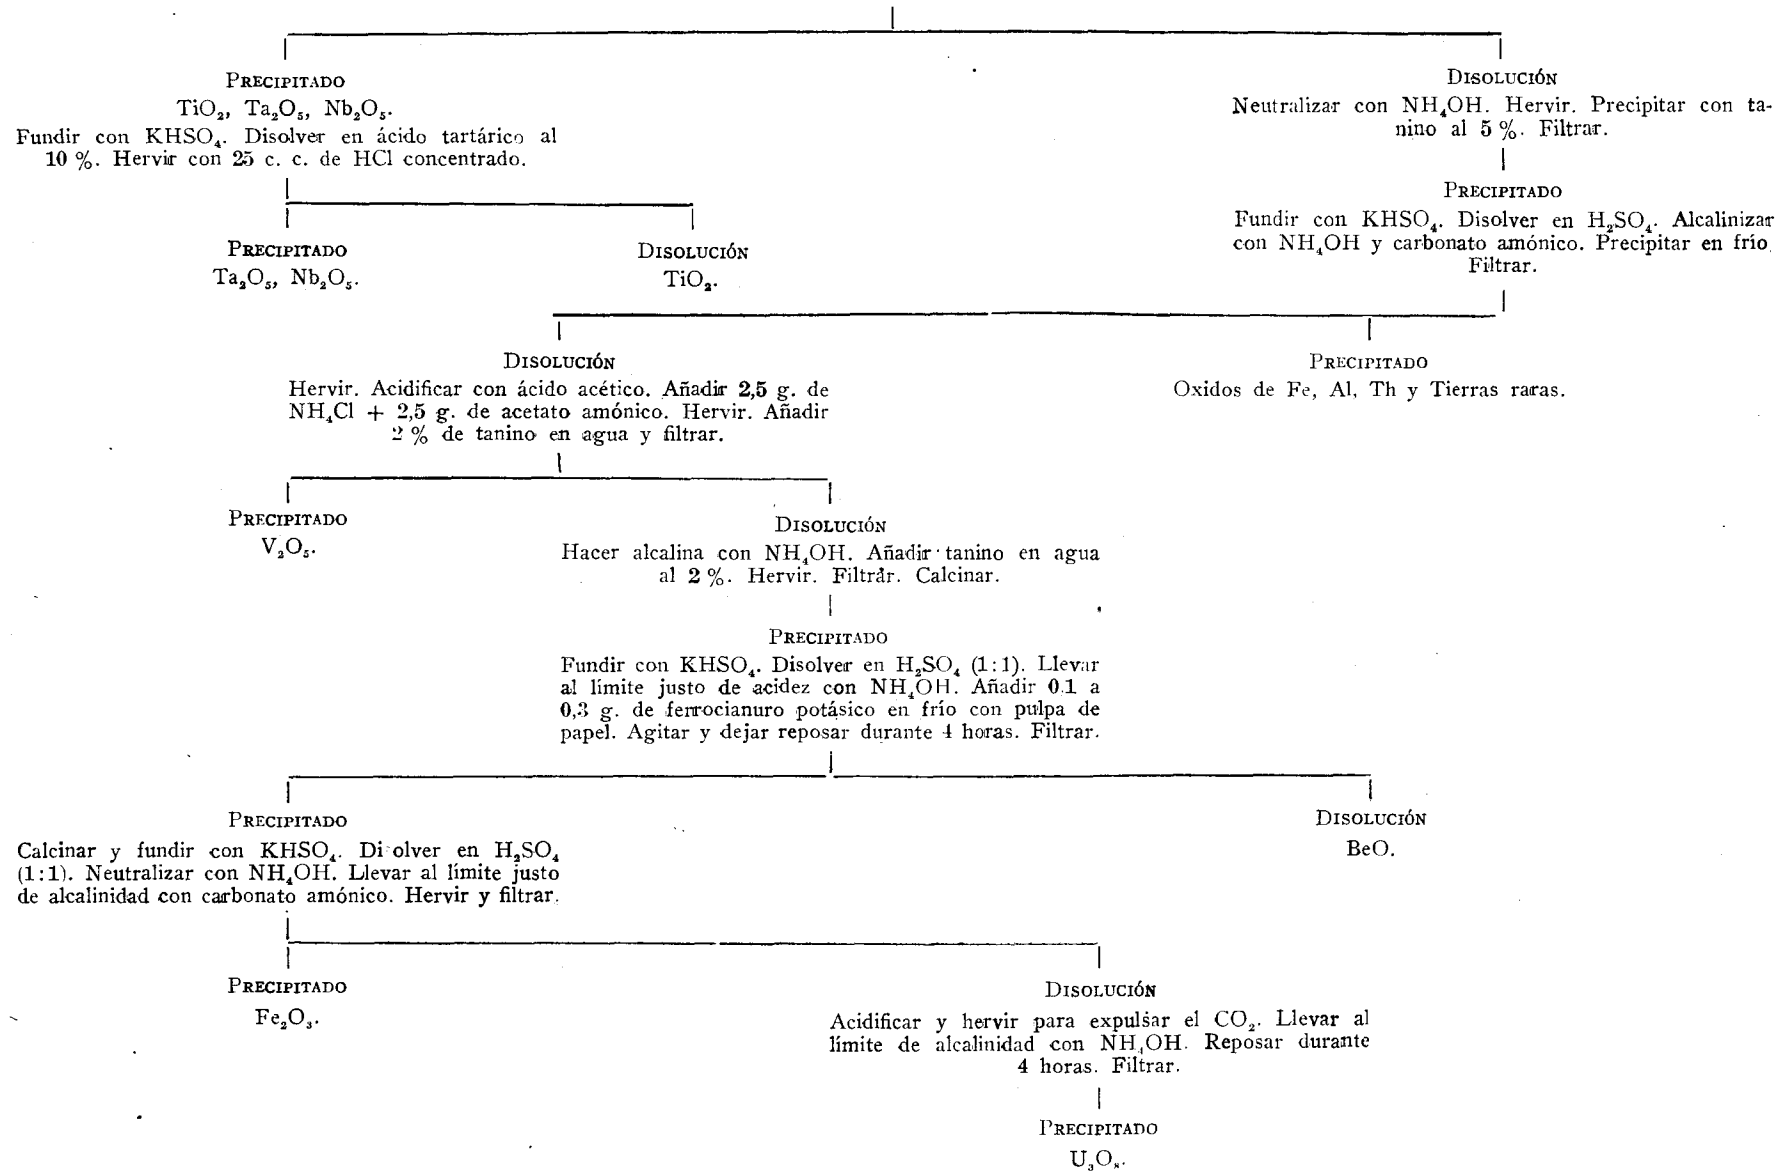 PRECIPITADO
TiO₂, Ta₂O₅, Nb₂O₅.
Fundir con KHSO₄. Disolver en ácido tartárico al
10 %. Hervir con 25 c. c. de HCl concentrado.
DISOLUCIÓN
Neutralizar con NH₄OH. Hervir. Precipitar con ta-
nino al 5 %. Filtrar.
PRECIPITADO
Fundir con KHSO₄. Disolver en H₂SO₄. Alcalinizar
con NH₄OH y carbonato amónico. Precipitar en frío.
Filtrar.
PRECIPITADO
Ta₂O₅, Nb₂O₅.
DISOLUCIÓN
TiO₂.
DISOLUCIÓN
Hervir. Acidificar con ácido acético. Añadir 2,5 g. de
NH₄Cl + 2,5 g. de acetato amónico. Hervir. Añadir
2 % de tanino en agua y filtrar.
PRECIPITADO
Oxidos de Fe, Al, Th y Tierras raras.
PRECIPITADO
V₂O₅.
DISOLUCIÓN
Hacer alcalina con NH₄OH. Añadir tanino en agua
al 2 %. Hervir. Filtrar. Calcinar.
PRECIPITADO
Fundir con KHSO₄. Disolver en H₂SO₄ (1:1). Llevar
al límite justo de acidez con NH₄OH. Añadir 0.1 a
0,3 g. de ferrocianuro potásico en frío con pulpa de
papel. Agitar y dejar reposar durante 4 horas. Filtrar.
PRECIPITADO
Calcinar y fundir con KHSO₄. Di olver en H₂SO₄
(1:1). Neutralizar con NH₄OH. Llevar al límite justo
de alcalinidad con carbonato amónico. Hervir y filtrar.
DISOLUCIÓN
BeO.
PRECIPITADO
Fe₂O₃.
DISOLUCIÓN
Acidificar y hervir para expulsar el CO₂. Llevar al
límite de alcalinidad con NH₄OH. Reposar durante
4 horas. Filtrar.
PRECIPITADO
U₃O₈.